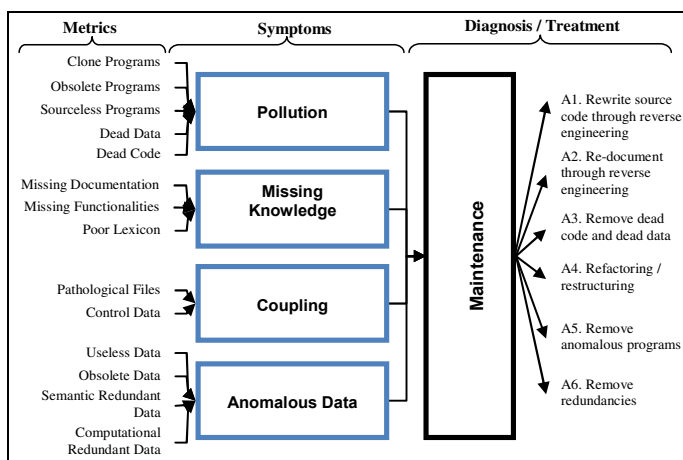 Metrics
Symptoms
Diagnosis / Treatment
Clone Programs
Obsolete Programs
Sourceless Programs
Dead Data
Dead Code
Pollution
Missing Documentation
Missing Functionalities
Poor Lexicon
Missing
Knowledge
Pathological Files
Control Data
Coupling
Useless Data
Obsolete Data
Semantic Redundant
Data
Computational
Redundant Data
Anomalous Data
Maintenance
A1. Rewrite source
code through reverse
engineering
A2. Re-document
through reverse
engineering
A3. Remove dead
code and dead data
A4. Refactoring /
restructuring
A5. Remove
anomalous programs
A6. Remove
redundancies